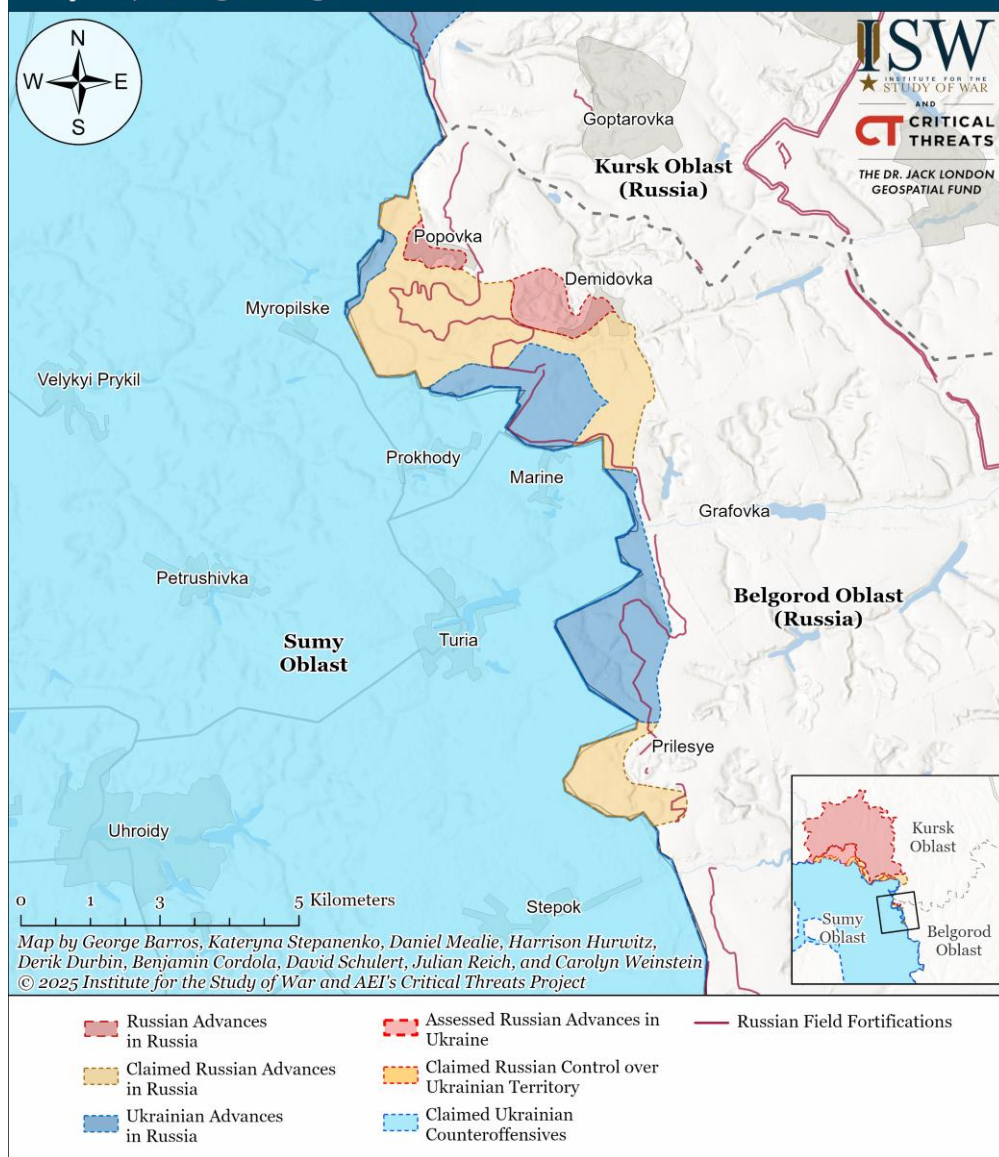 N
W
E
S
ISW
INSTITUTE FOR THE
STUDY OF WAR
AND
CT CRITICAL
THREATS
THE DR. JACK LONDON
GEOSPATIAL FUND
Goptarovka
Kursk Oblast
(Russia)
Popovka
Demidovka
Myropilske
Velykyi Prykil
Prokhody
Marine
Grafovka
Petrushivka
Belgorod Oblast
(Russia)
Sumy
Oblast
Turia
Prilesye
Uhroidy
Kursk
Oblast
Sumy
Oblast
Belgorod
Oblast
0 1 3 5 Kilometers
Stepok
Map by George Barros, Kateryna Stepanenko, Daniel Mealie, Harrison Hurwitz,
Derik Durbin, Benjamin Cordola, David Schulert, Julian Reich, and Carolyn Weinstein
© 2025 Institute for the Study of War and AEI's Critical Threats Project
Russian Advances
in Russia
Claimed Russian Advances
in Russia
Ukrainian Advances
in Russia
Assessed Russian Advances in
Ukraine
Claimed Russian Control over
Ukrainian Territory
Claimed Ukrainian
Counteroffensives
Russian Field Fortifications